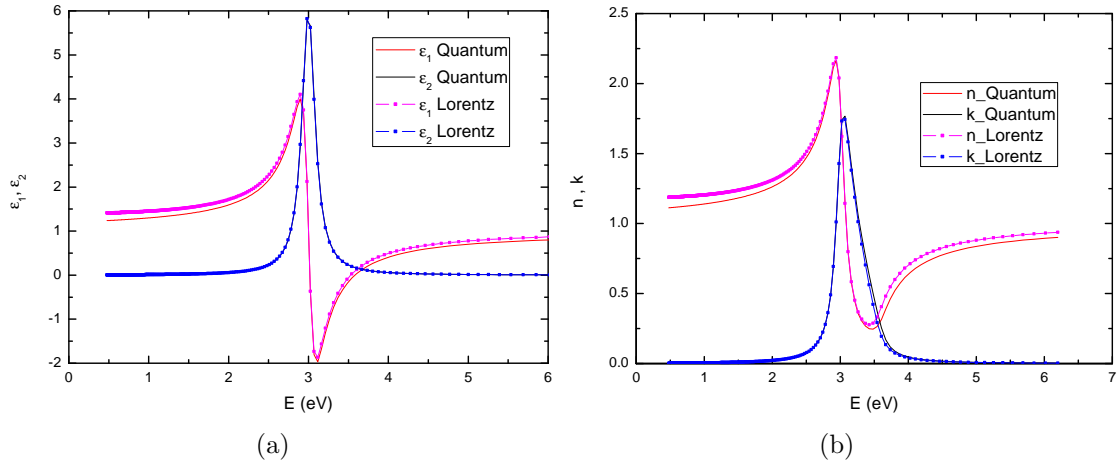 6
5
4
3
2
1
0
-1
-2
ε1, ε2
ε1 Quantum
ε2 Quantum
ε1 Lorentz
ε2 Lorentz
0 1 2 3 4 5 6
E (eV)
(a)
2.5
2.0
1.5
1.0
0.5
0.0
n , k
n_Quantum
k_Quantum
n_Lorentz
k_Lorentz
0 1 2 3 4 5 6 7
E (eV)
(b)